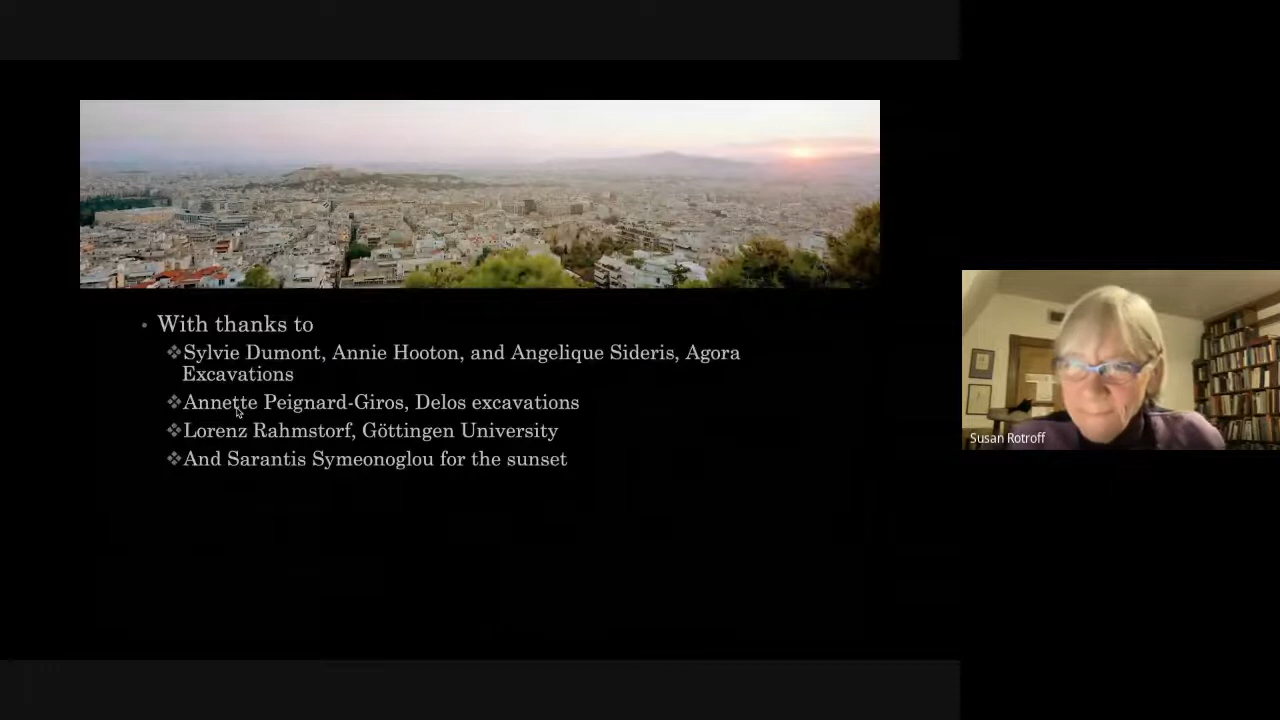 • With thanks to
❖Sylvie Dumont, Annie Hooton, and Angelique Sideris, Agora
Excavations
❖Annette Peignard-Giros, Delos excavations
❖Lorenz Rahmstorf, Göttingen University
❖And Sarantis Symeonoglou for the sunset
Susan Rotroff